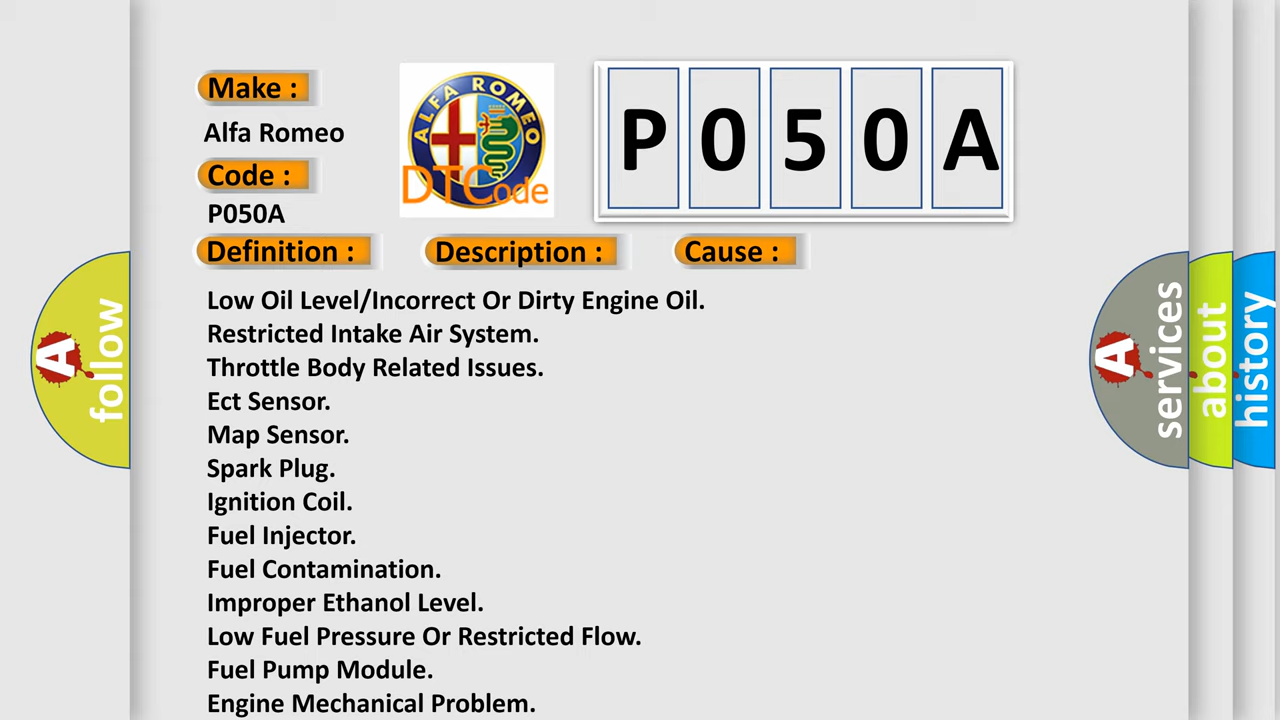 Make :
Alfa Romeo
Code :
P050A
ALFA ROMEO
DTCode
P050A
Definition :
Description :
Cause :
Low Oil Level/Incorrect Or Dirty Engine Oil.
Restricted Intake Air System.
Throttle Body Related Issues.
Ect Sensor.
Map Sensor.
Spark Plug.
Ignition Coil.
Fuel Injector.
Fuel Contamination.
Improper Ethanol Level.
Low Fuel Pressure Or Restricted Flow.
Fuel Pump Module.
Engine Mechanical Problem.
A
follow
A
services
about
history